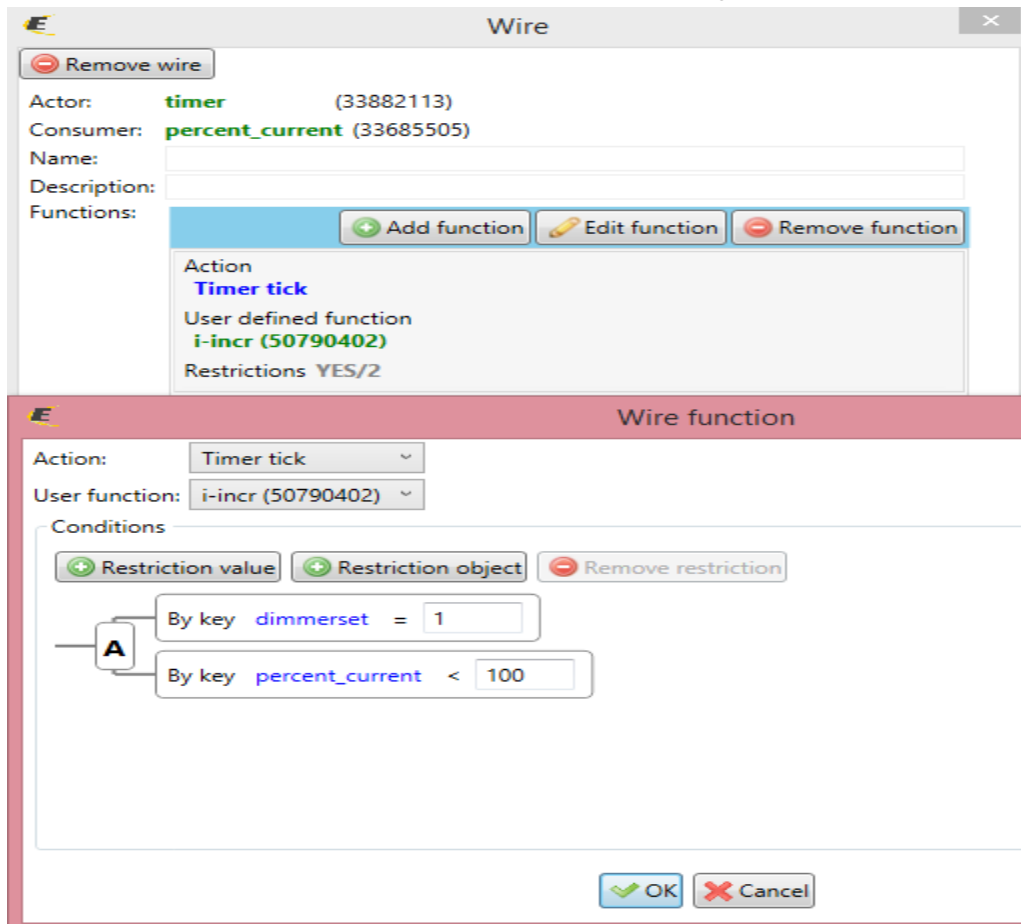 Wire
Remove wire
Actor: timer (33882113)
Consumer: percent_current (33685505)
Name:
Description:
Functions:
Add function Edit function Remove function
Action
Timer tick
User defined function
i-incr (50790402)
Restrictions YES/2
Wire function
Action: Timer tick
User function: i-incr (50790402)
Conditions
Restriction value Restriction object Remove restriction
By key dimmerset = 1
A
By key percent_current < 100
OK Cancel